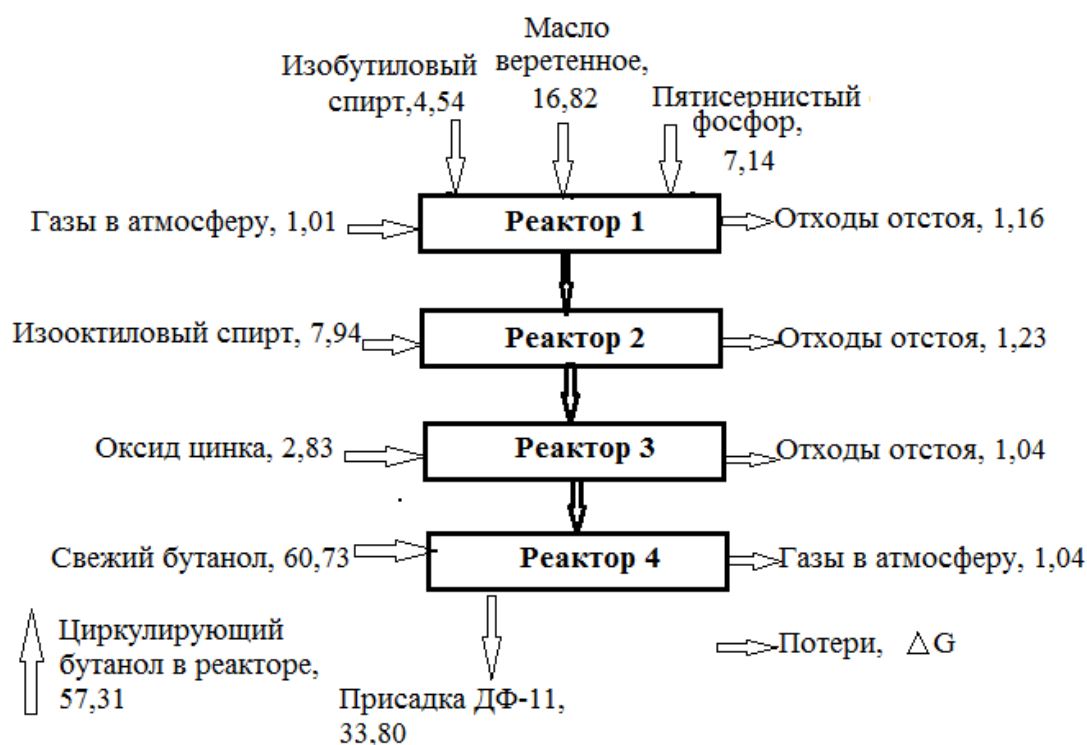 Масло
веретенное,
16,82
Изобутиловый
спирт,4,54
Пятисернистый
фосфор,
7,14
Газы в атмосферу, 1,01
Реактор 1
Отходы отстоя, 1,16
Изооктиловый спирт, 7,94
Реактор 2
Отходы отстоя, 1,23
Оксид цинка, 2,83
Реактор 3
Отходы отстоя, 1,04
Свежий бутанол, 60,73
Реактор 4
Газы в атмосферу, 1,04
Циркулирующий
бутанол в реакторе,
57,31
Потери, △G
Присадка ДФ-11,
33,80